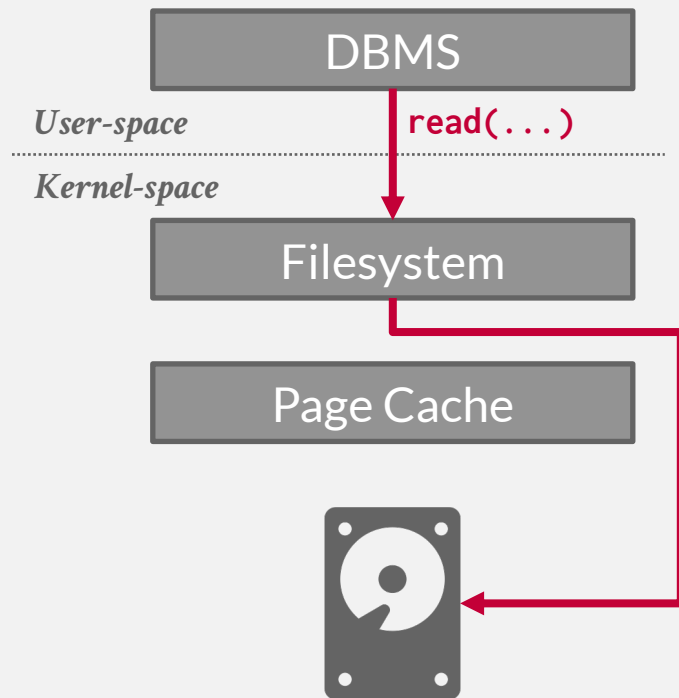 DBMS
User-space
read(...)
Kernel-space
Filesystem
Page Cache